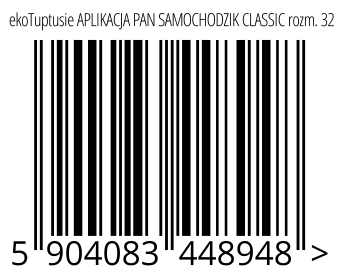 ekoTuptusie APLIKACJA PAN SAMOCHODZIK CLASSIC rozm. 32
5 904083 448948 >